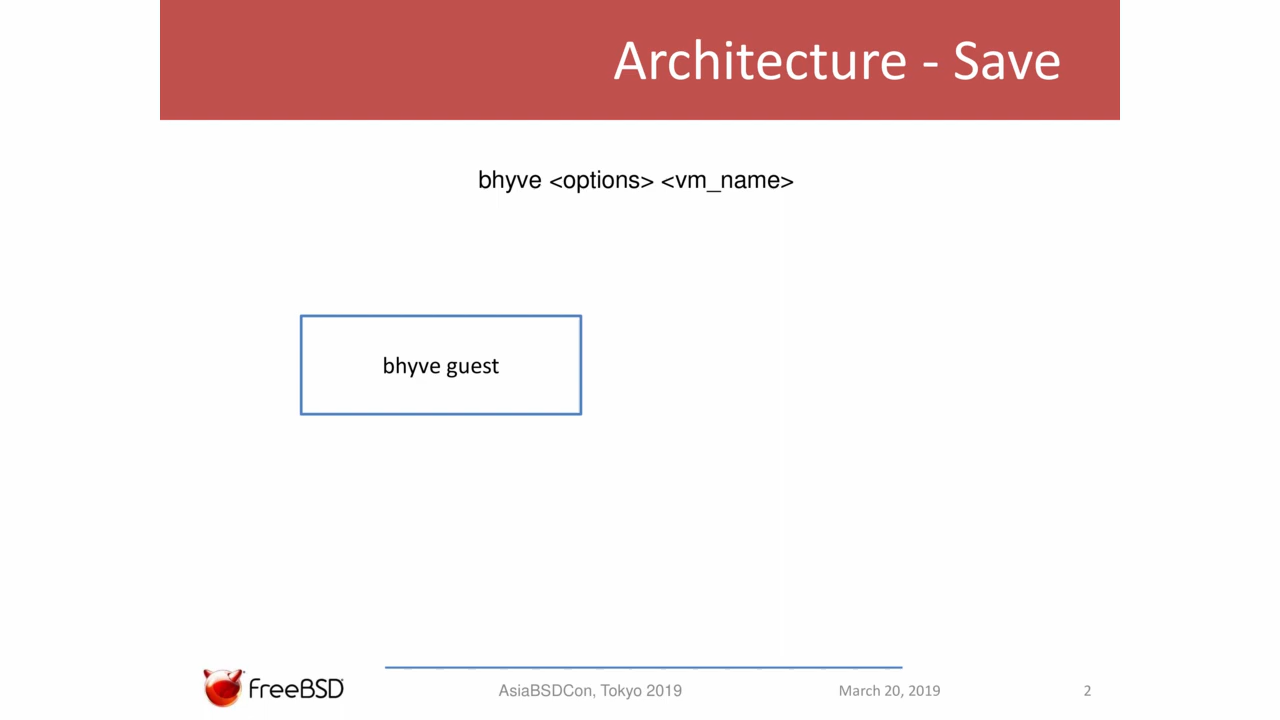 Architecture - Save
bhyve <options> <vm_name>
bhyve guest
FreeBSD
AsiaBSDCon, Tokyo 2019
March 20, 2019
2